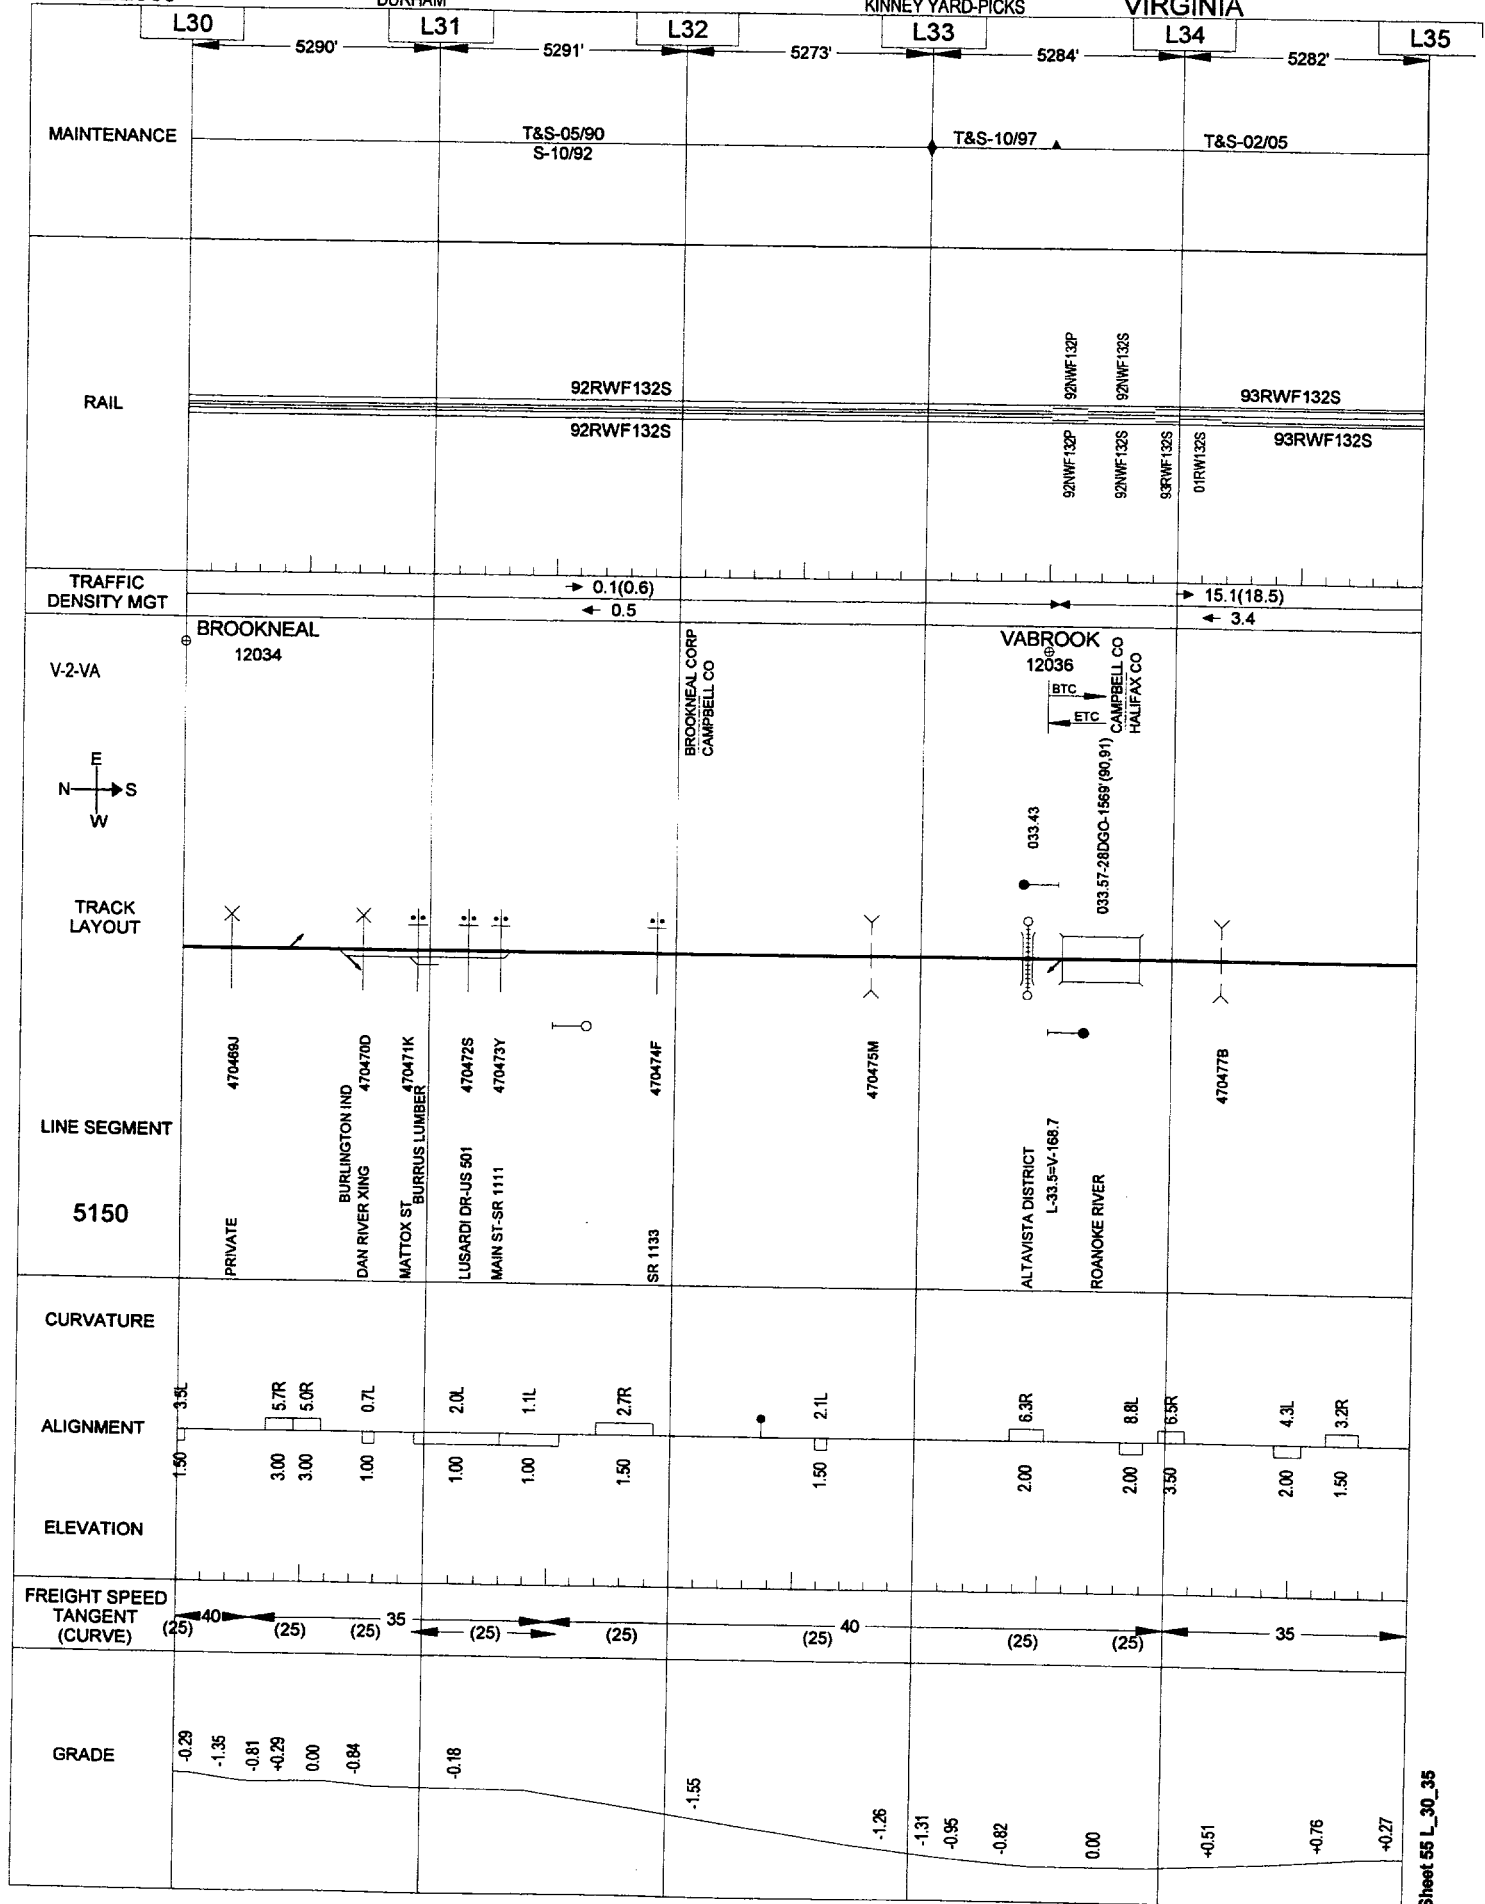 DURHAM
KINNEY YARD-PICKS
VIRGINIA
L30
L31
L32
L33
L34
L35
5290'
5291'
5273'
5284'
5282'
MAINTENANCE
T&S-05/90
S-10/92
T&S-10/97
T&S-02/05
RAIL
92RWF132S
92RWF132S
92NWF132P
92NWF132S
93RWF132S
92NWF132P
92NWF132S
93RWF132S
01RW132S
93RWF132S
TRAFFIC
DENSITY MGT
0.1(0.6)
0.5
15.1(18.5)
3.4
BROOKNEAL
12034
V-2-VA
BROOKNEAL CORP
CAMPBELL CO
VABROOK
12036
BTC
ETC
CAMPBELL CO
HALIFAX CO
E
N
S
W
033.43
033.57-28DGO-1569'(90,91)
TRACK
LAYOUT
470469J
470470D
470471K
470472S
470473Y
470474F
470475M
470477B
LINE SEGMENT
5150
PRIVATE
BURLINGTON IND
DAN RIVER XING
MATTOX ST
BURRUS LUMBER
LUSARDI DR-US 501
MAIN ST-SR 1111
SR 1133
ALTAVISTA DISTRICT
L-33.5=V-168.7
ROANOKE RIVER
CURVATURE
3.5L
5.7R
5.0R
0.7L
2.0L
1.1L
2.7R
2.1L
6.3R
8.8L
6.5R
4.3L
3.2R
ALIGNMENT
1.50
3.00
3.00
1.00
1.00
1.00
1.50
1.50
2.00
2.00
3.50
2.00
1.50
ELEVATION
FREIGHT SPEED
TANGENT
(CURVE)
40
35
40
35
(25)
(25)
(25)
(25)
(25)
(25)
(25)
(25)
GRADE
-0.29
-1.35
-0.81
+0.29
0.00
-0.84
-0.18
-1.55
-1.26
-1.31
-0.95
-0.82
0.00
+0.51
+0.76
+0.27
Sheet 55 L_30_35